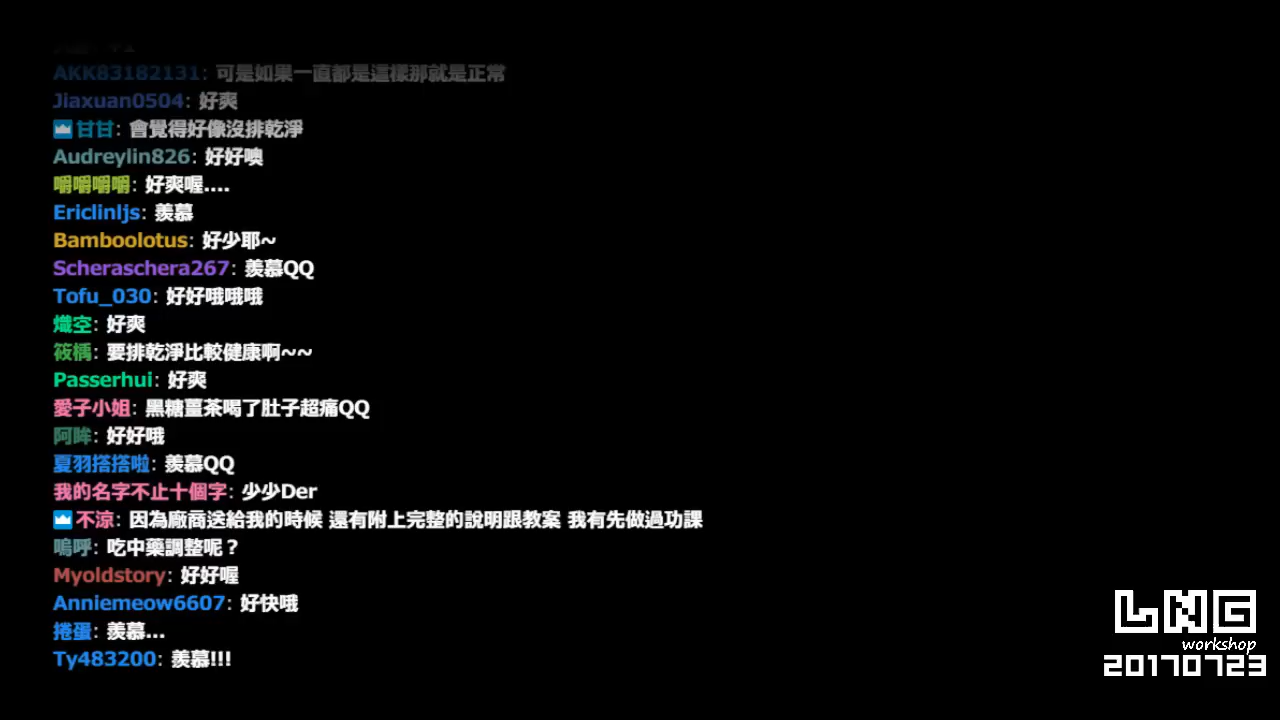 AKK83182131: 可是如果一直都是這樣那就是正常
Jiaxuan0504: 好爽
甘甘: 會覺得好像沒排乾淨
Audreylin826: 好好噢
嚼嚼嚼嚼: 好爽喔....
Ericlinljs: 羨慕
Bamboolotus: 好少耶~
Scheraschera267: 羨慕QQ
Tofu_030: 好好哦哦哦
熾空: 好爽
筱楀: 要排乾淨比較健康啊~~
Passerhui: 好爽
愛子小姐: 黑糖薑茶喝了肚子超痛QQ
阿眸: 好好哦
夏羽搭搭啦: 羨慕QQ
我的名字不止十個字: 少少Der
不涼: 因為廠商送給我的時候 還有附上完整的說明跟教案 我有先做過功課
嗚呼: 吃中藥調整呢？
Myoldstory: 好好喔
Anniemeow6607: 好快哦
捲蛋: 羨慕...
Ty483200: 羨慕!!!
LNG
workshop
20170723